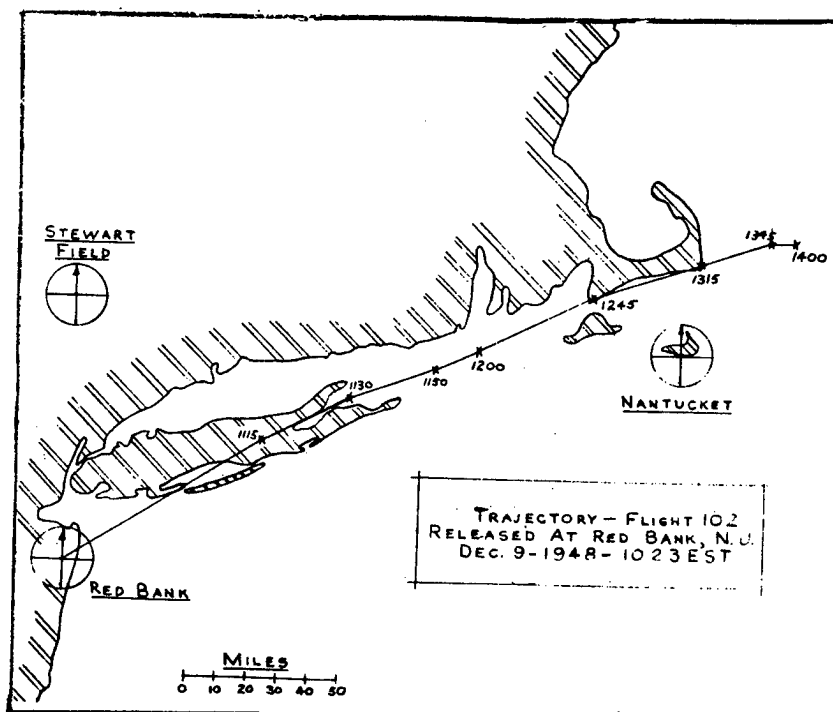 STEWART
FIELD
1345
1400
1315
1245
1200
1150
1130
1115
NANTUCKET
TRAJECTORY – FLIGHT 102
RELEASED AT RED BANK, N.J.
DEC. 9-1948-1023 EST
RED BANK
MILES
0 10 20 30 40 50